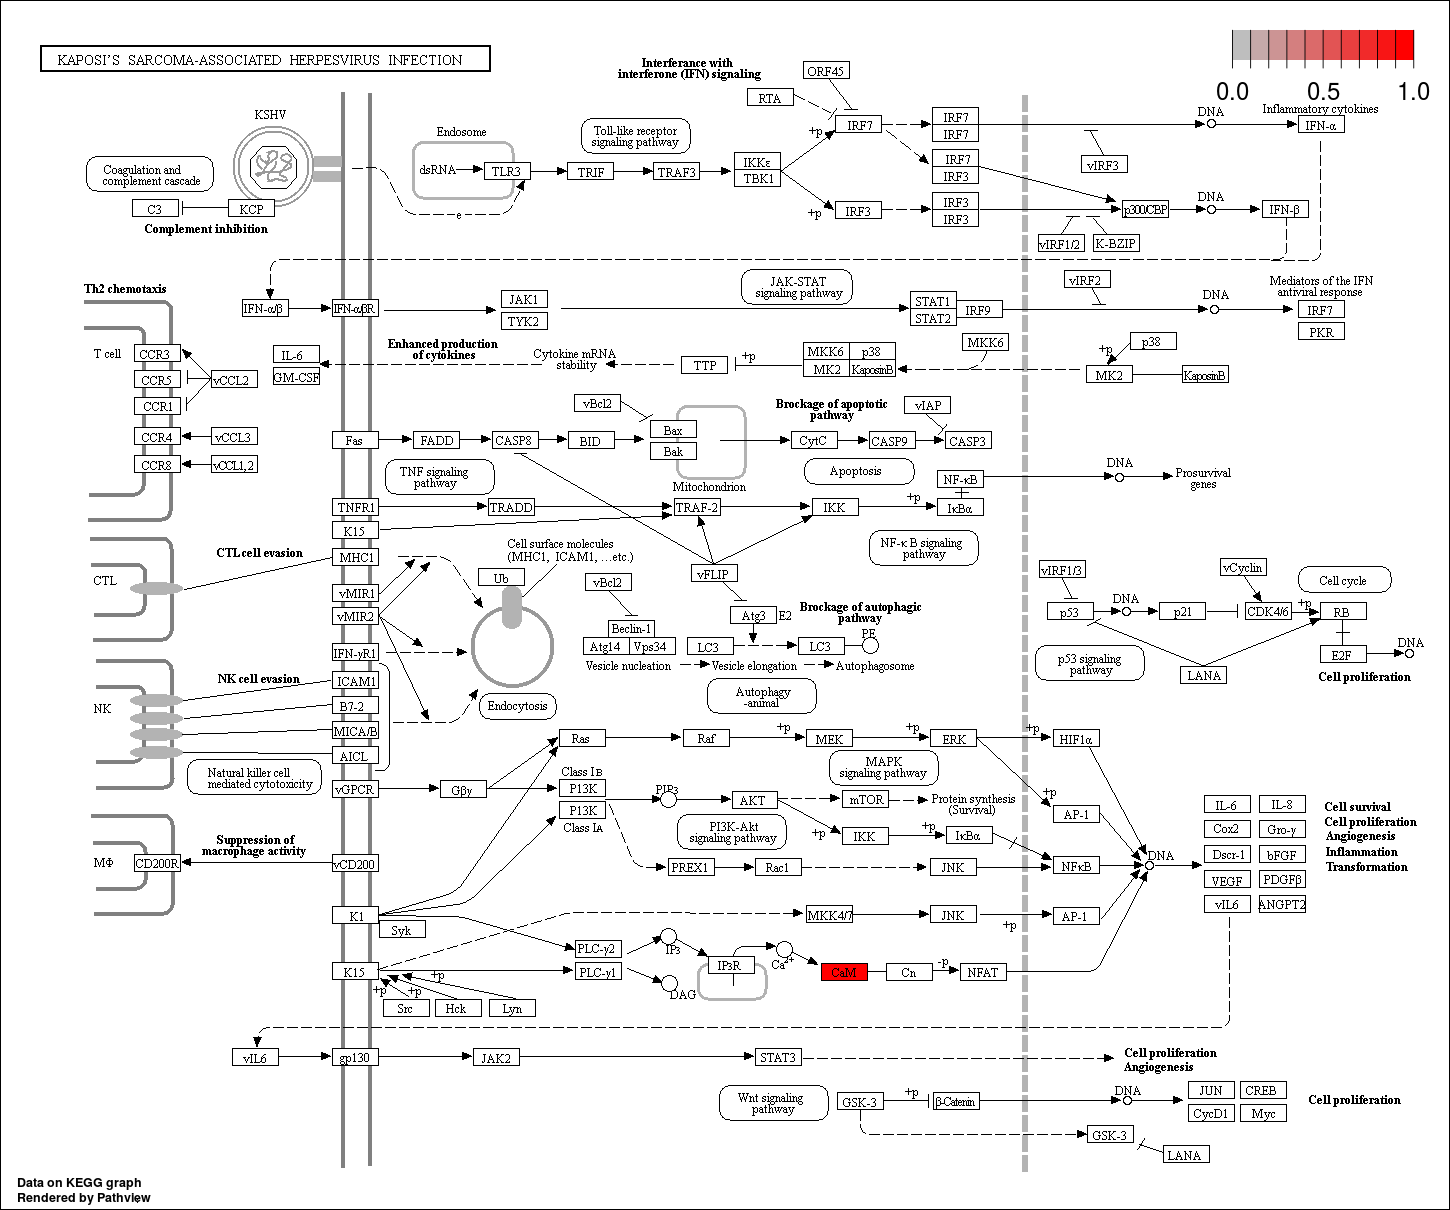 KAPOSI'S SARCOMA-ASSOCIATED HERPESVIRUS INFECTION
0.0 0.5 1.0
Interferance with
interferone (IFN) signaling
ORF45
RTA
KSHV
Endosome
Toll-like receptor
signaling pathway
+p
IRF7
IRF7
IRF7
DNA
Inflammatory cytokines
IFN-α
vIRF3
Coagulation and
complement cascade
dsRNA
TLR3
TRIF
TRAF3
IKKε
TBK1
IRF7
IRF3
C3
KCP
Complement inhibition
e
+p
IRF3
IRF3
IRF3
p300/CBP
DNA
IFN-β
vIRF1/2
K-BZIP
Th2 chemotaxis
JAK-STAT
signaling pathway
vIRF2
Mediators of the IFN
antiviral response
IFN-α/β
IFN-α/βR
JAK1
TYK2
STAT1
STAT2
IRF9
DNA
IRF7
PKR
T cell
CCR3
CCR5
CCR1
CCR4
CCR8
vCCL2
vCCL3
vCCL1,2
IL-6
GM-CSF
Enhanced production
of cytokines
Cytokine mRNA
stability
TTP
+p
MKK6
p38
MK2
KaposinB
MKK6
+p
p38
MK2
KaposinB
vBcl2
Brockage of apoptotic
pathway
vIAP
Fas
FADD
CASP8
BID
Bax
Bak
CytC
CASP9
CASP3
TNF signaling
pathway
Mitochondrion
Apoptosis
NF-κB
DNA
Prosurvival
genes
TNFR1
TRADD
TRAF-2
IKK
+p
IκBα
K15
NF-κ B signaling
pathway
CTL
CTL cell evasion
MHC1
Cell surface molecules
(MHC1, ICAM1, ...etc.)
Ub
vBcl2
vFLIP
vMIR1
vMIR2
IFN-γR1
Beclin-1
Atg14
Vps34
Atg3
E2
Brockage of autophagic
pathway
LC3
LC3
PE
Vesicle nucleation
Vesicle elongation
Autophagosome
vIRF1/3
vCyclin
Cell cycle
p53
DNA
p21
CDK4/6
+p
RB
p53 signaling
pathway
LANA
E2F
DNA
Cell proliferation
NK
NK cell evasion
ICAM1
B7-2
MICA/B
AICL
Endocytosis
Autophagy
-animal
Natural killer cell
mediated cytotoxicity
Ras
Raf
+p
MEK
+p
ERK
+p
HIF1α
MAPK
signaling pathway
vGPCR
Gβγ
Class IB
P13K
P13K
Class IA
PIP3
AKT
mTOR
Protein synthesis
(Survival)
+p
AP-1
PI3K-Akt
signaling pathway
+p
IKK
+p
IκBα
PREX1
Rac1
JNK
NFκB
DNA
IL-6
IL-8
Cox2
Gro-γ
Dscr-1
bFGF
VEGF
PDGFβ
vIL6
ANGPT2
Cell survival
Cell proliferation
Angiogenesis
Inflammation
Transformation
MΦ
CD200R
Suppression of
macrophage activity
vCD200
K1
Syk
MKK4/7
JNK
+p
AP-1
PLC-γ2
IP3
IP3R
Ca2+
CaM
Cn
-p
NFAT
K15
+p
+p
+p
PLC-γ1
DAG
Src
Hck
Lyn
vIL6
gp130
JAK2
STAT3
Cell proliferation
Angiogenesis
Wnt signaling
pathway
GSK-3
+p
β-Catenin
DNA
JUN
CREB
CycD1
Myc
Cell proliferation
GSK-3
LANA
Data on KEGG graph
Rendered by Pathview